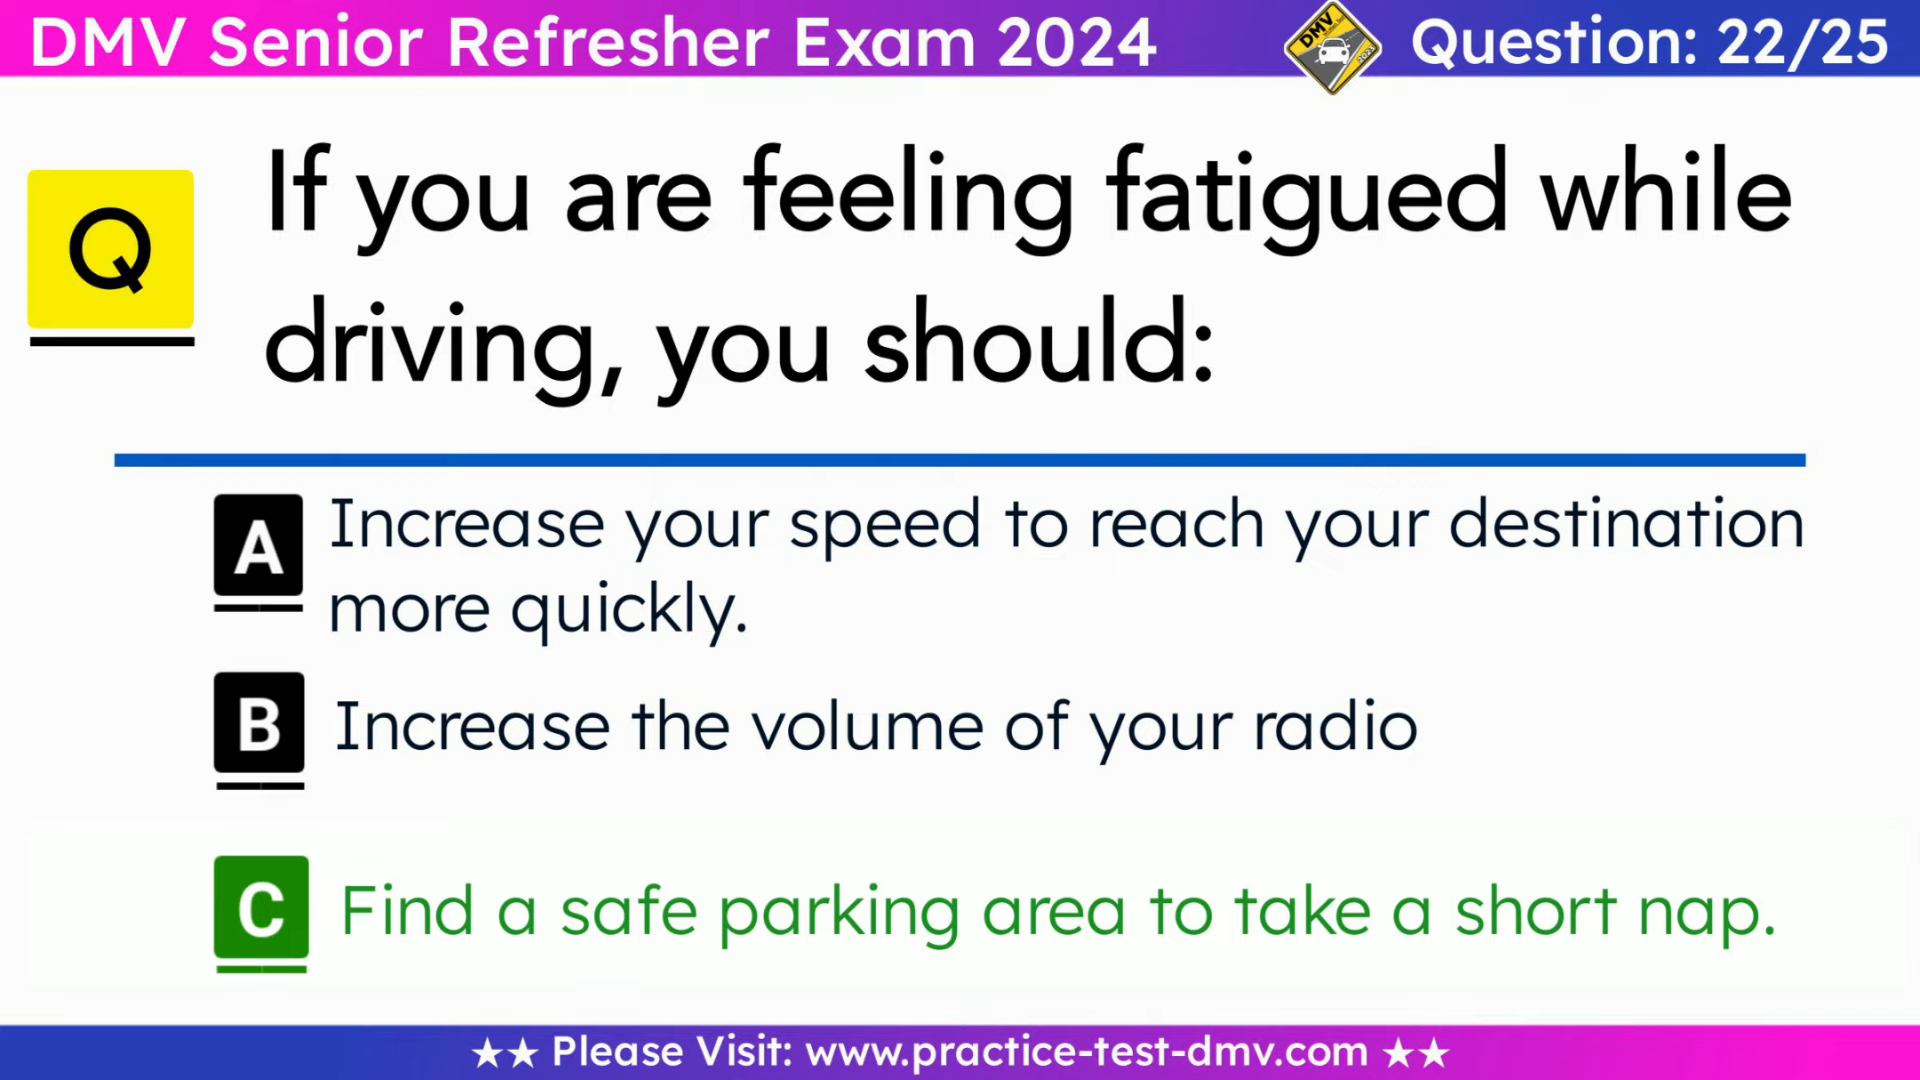 DMV Senior Refresher Exam 2024
DMV
2023
Question: 22/25
Q
If you are feeling fatigued while
driving, you should:
A
Increase your speed to reach your destination
more quickly.
B
Increase the volume of your radio
C
Find a safe parking area to take a short nap.
★★ Please Visit: www.practice-test-dmv.com ★★